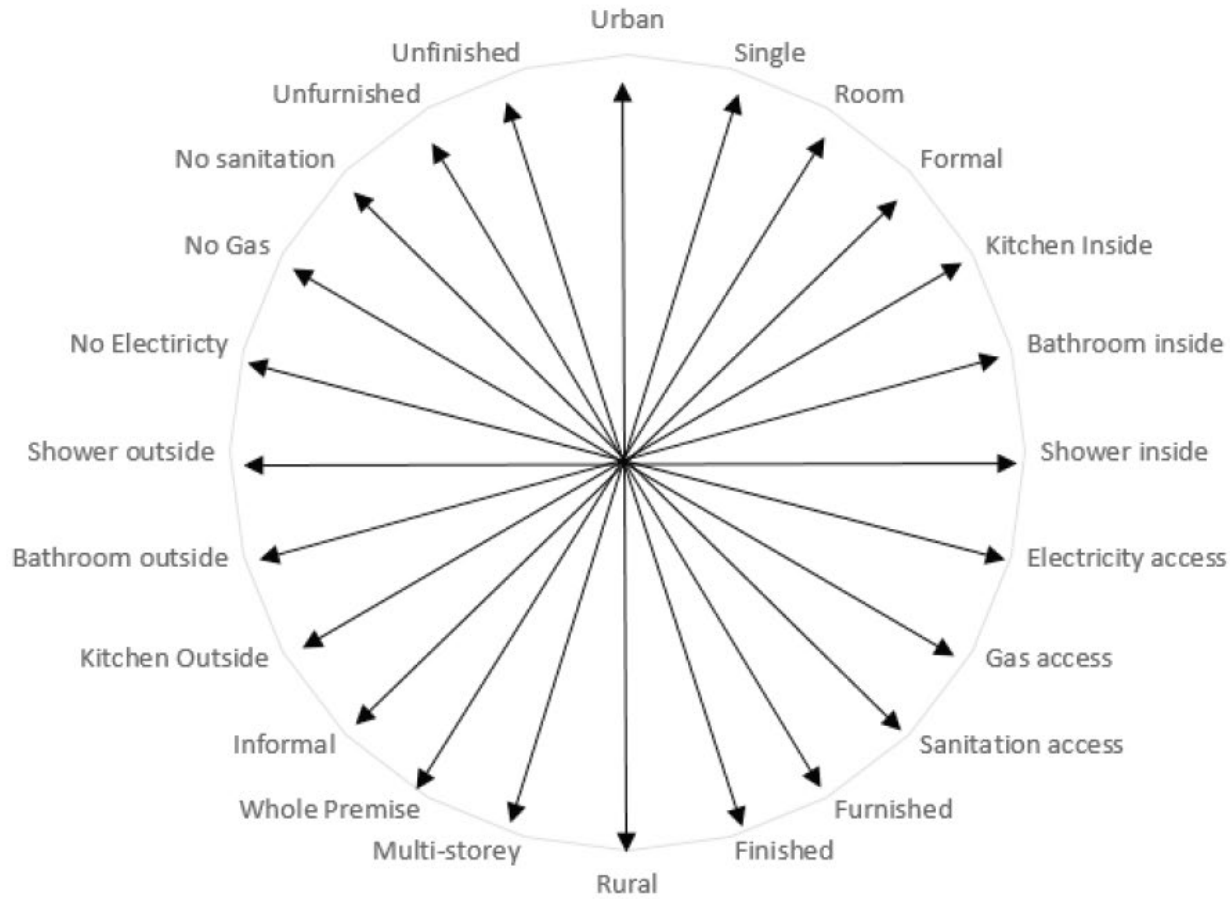 Urban
Unfinished
Single
Unfurnished
Room
No sanitation
Formal
No Gas
Kitchen Inside
No Electiricty
Bathroom inside
Shower outside
Shower inside
Bathroom outside
Electricity access
Kitchen Outside
Gas access
Informal
Sanitation access
Whole Premise
Furnished
Multi-storey
Finished
Rural